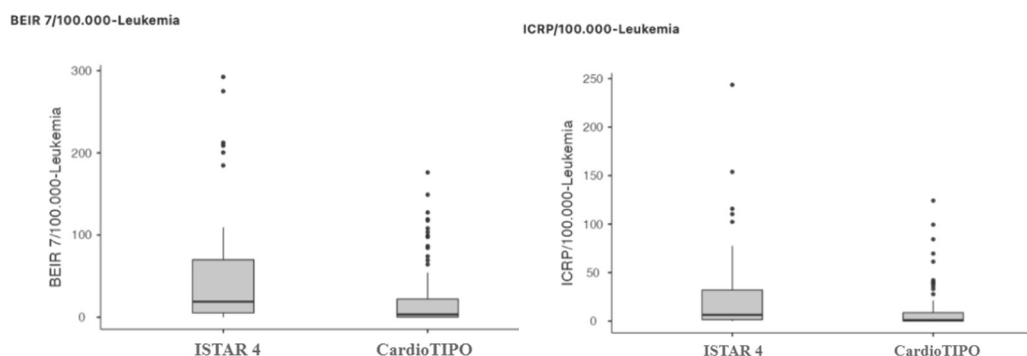 BEIR 7/100.000-Leukemia
BEIR 7/100.000-Leukemia
300
200
100
0
ISTAR 4
CardioTIPO
ICRP/100.000-Leukemia
ICRP/100.000-Leukemia
250
200
150
100
50
0
ISTAR 4
CardioTIPO